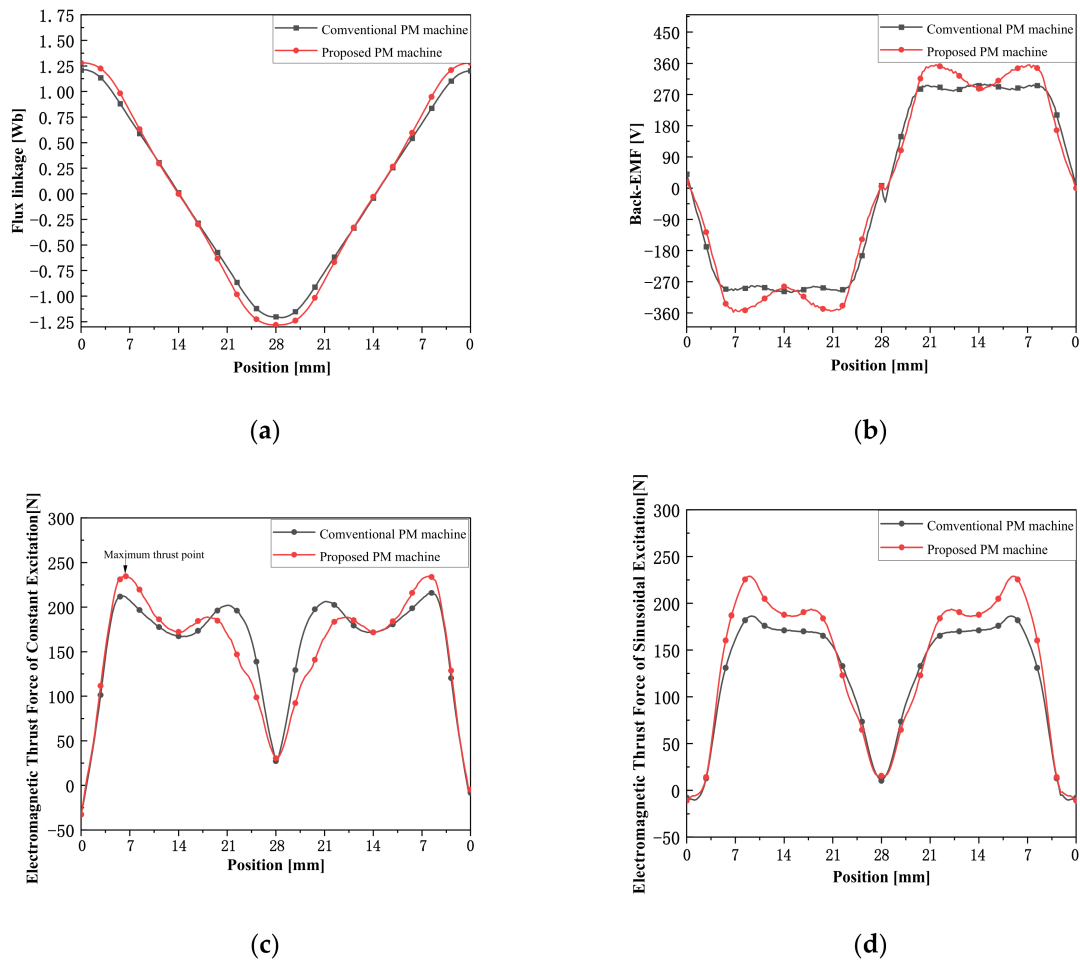 Comventional PM machine
Proposed PM machine
Flux linkage [Wb]
1.75
1.50
1.25
1.00
0.75
0.50
0.25
0.00
−0.25
−0.50
−0.75
−1.00
−1.25
0 7 14 21 28 21 14 7 0
Position [mm]
(a)
Comventional PM machine
Proposed PM machine
Back-EMF [V]
450
360
270
180
90
0
−90
−180
−270
−360
0 7 14 21 28 21 14 7 0
Position [mm]
(b)
Comventional PM machine
Proposed PM machine
Maximum thrust point
Electromagnetic Thrust Force of Constant Excitation[N]
300
250
200
150
100
50
0
−50
0 7 14 21 28 21 14 7 0
Position [mm]
(c)
Comventional PM machine
Proposed PM machine
Electromagnetic Thrust Force of Sinusoidal Excitation[N]
300
250
200
150
100
50
0
−50
0 7 14 21 28 21 14 7 0
Position [mm]
(d)